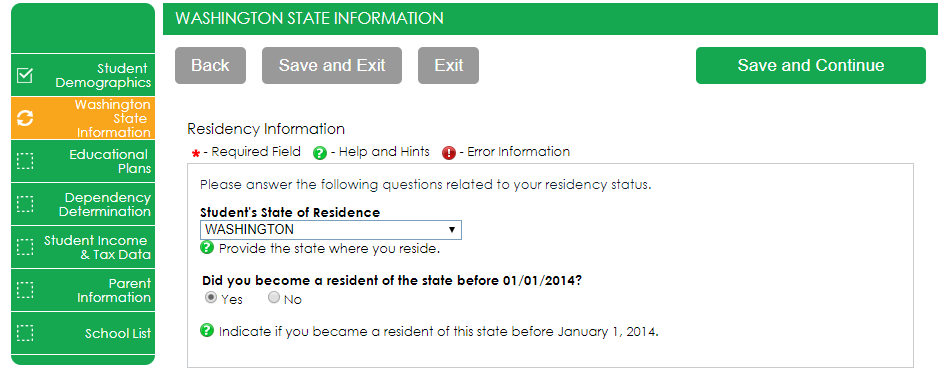 WASHINGTON STATE INFORMATION
Student
Demographics
Washington
State
Information
Educational
Plans
Dependency
Determination
Student Income
& Tax Data
Parent
Information
School List
Back
Save and Exit
Exit
Save and Continue
Residency Information
* - Required Field ? - Help and Hints ! - Error Information
Please answer the following questions related to your residency status.
Student's State of Residence
WASHINGTON
? Provide the state where you reside.
Did you become a resident of the state before 01/01/2014?
Yes No
? Indicate if you became a resident of this state before January 1, 2014.